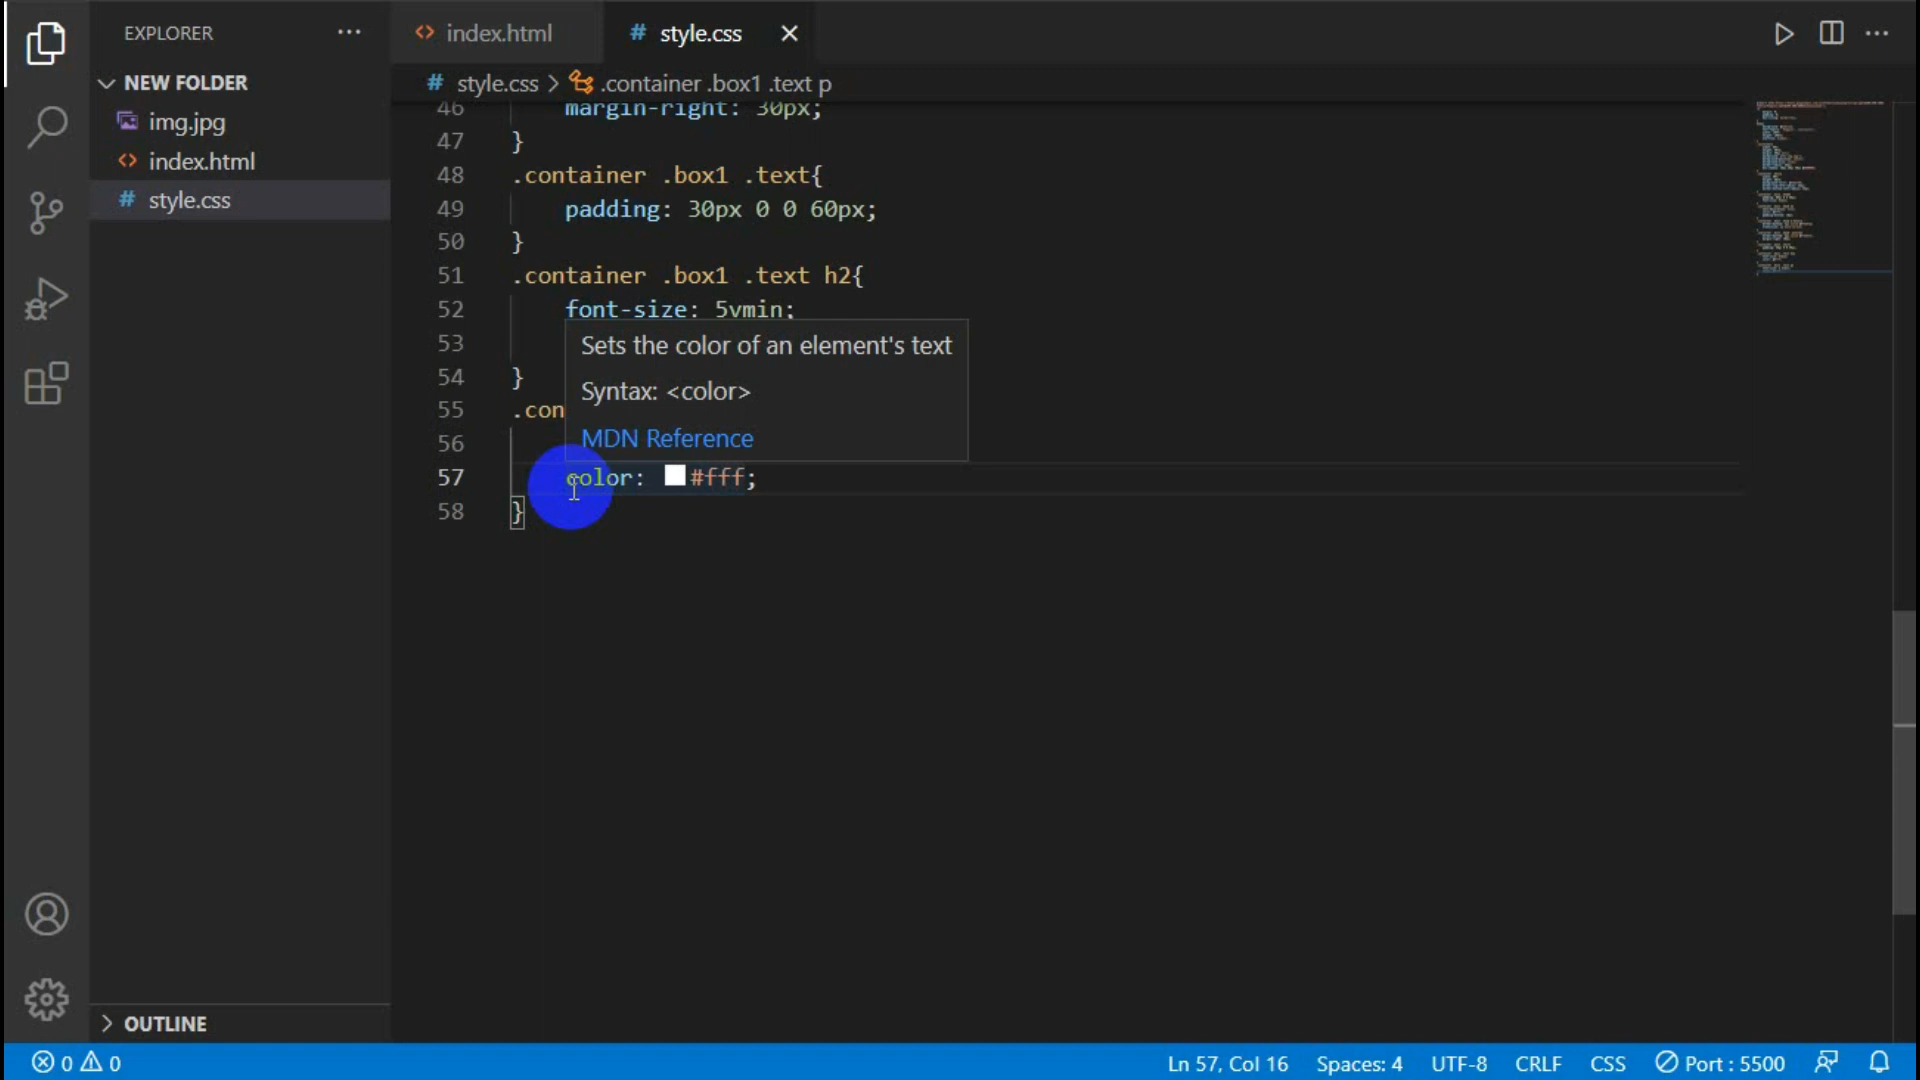 EXPLORER
index.html
# style.css
NEW FOLDER
# style.css > .container .box1 .text p
img.jpg
index.html
# style.css
46 margin-right: 30px;
47 }
48 .container .box1 .text{
49 padding: 30px 0 0 60px;
50 }
51 .container .box1 .text h2{
52 font-size: 5vmin;
53
54 }
55 .con
56
57 color: #fff;
58 }
Sets the color of an element's text
Syntax: <color>
MDN Reference
OUTLINE
0 0
Ln 57, Col 16 Spaces: 4 UTF-8 CRLF CSS Port : 5500